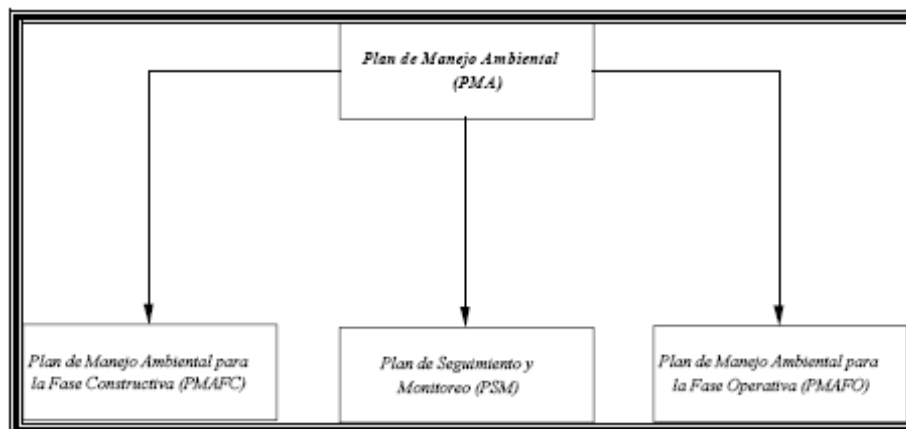 Plan de Manejo Ambiental
(PMA)
Plan de Manejo Ambiental para
la Fase Constructiva (PMAFC)
Plan de Seguimiento y
Monitoreo (PSM)
Plan de Manejo Ambiental para
la Fase Operativa (PMAFO)